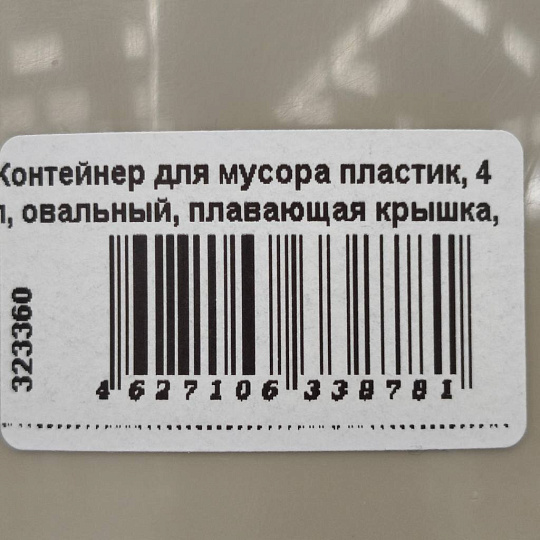 Контейнер для мусора пластик, 4
л, овальный, плавающая крышка,
323360
4 627106 338781